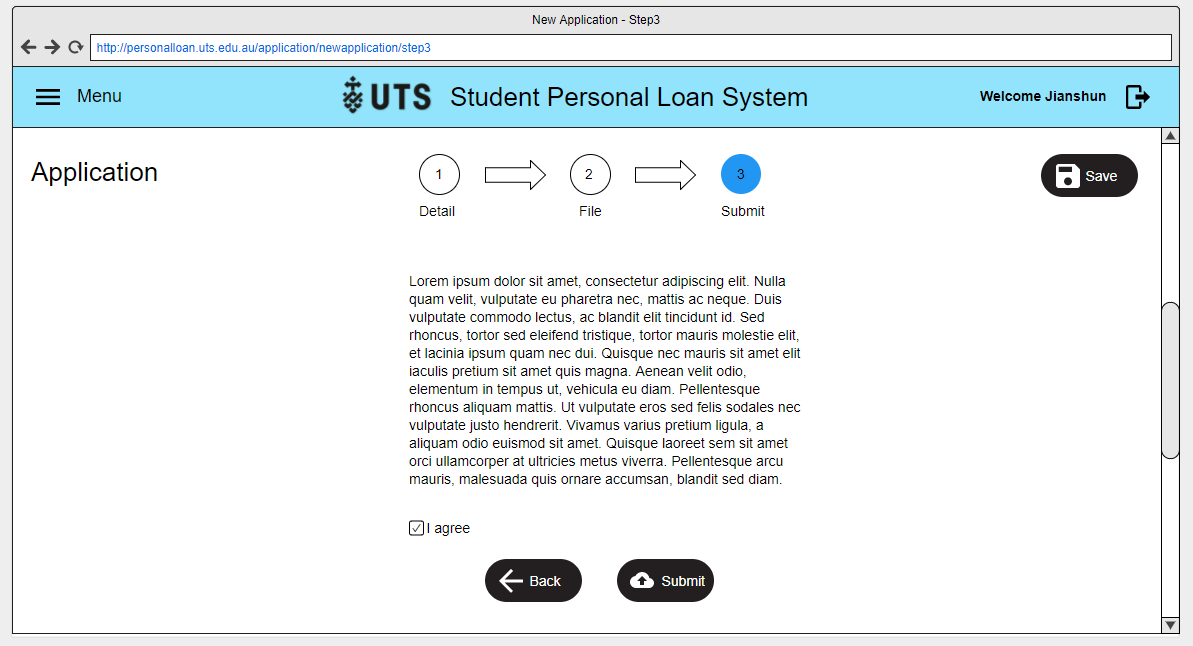 New Application - Step3
http://personalloan.uts.edu.au/application/newapplication/step3
Menu
UTS
Student Personal Loan System
Welcome Jianshun
Application
1
2
3
Detail
File
Submit
Save
Lorem ipsum dolor sit amet, consectetur adipiscing elit. Nulla
quam velit, vulputate eu pharetra nec, mattis ac neque. Duis
vulputate commodo lectus, ac blandit elit tincidunt id. Sed
rhoncus, tortor sed eleifend tristique, tortor mauris molestie elit,
et lacinia ipsum quam nec dui. Quisque nec mauris sit amet elit
iaculis pretium sit amet quis magna. Aenean velit odio,
elementum in tempus ut, vehicula eu diam. Pellentesque
rhoncus aliquam mattis. Ut vulputate eros sed felis sodales nec
vulputate justo hendrerit. Vivamus varius pretium ligula, a
aliquam odio euismod sit amet. Quisque laoreet sem sit amet
orci ullamcorper at ultricies metus viverra. Pellentesque arcu
mauris, malesuada quis ornare accumsan, blandit sed diam.
I agree
Back
Submit